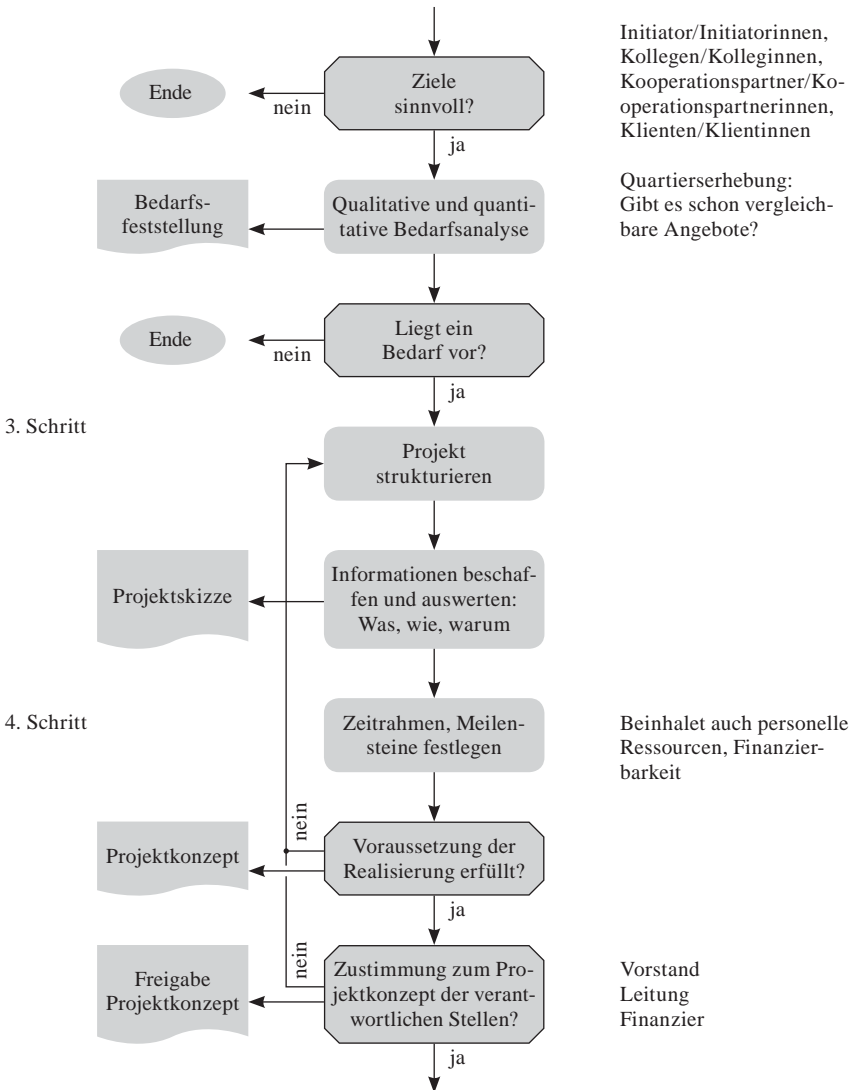 Ziele
sinnvoll?
Ende
nein
ja
Initiator/Initiatorinnen,
Kollegen/Kolleginnen,
Kooperationspartner/Ko-
operationspartnerinnen,
Klienten/Klientinnen
Bedarfs-
feststellung
Qualitative und quanti-
tative Bedarfsanalyse
Quartierserhebung:
Gibt es schon vergleich-
bare Angebote?
Ende
nein
Liegt ein
Bedarf vor?
ja
3. Schritt
Projekt
strukturieren
Projektskizze
Informationen beschaf-
fen und auswerten:
Was, wie, warum
4. Schritt
Zeitrahmen, Meilen-
steine festlegen
Beinhalet auch personelle
Ressourcen, Finanzier-
barkeit
nein
Projektkonzept
Voraussetzung der
Realisierung erfüllt?
ja
nein
Freigabe
Projektkonzept
Zustimmung zum Pro-
jektkonzept der verant-
wortlichen Stellen?
Vorstand
Leitung
Finanzier
ja